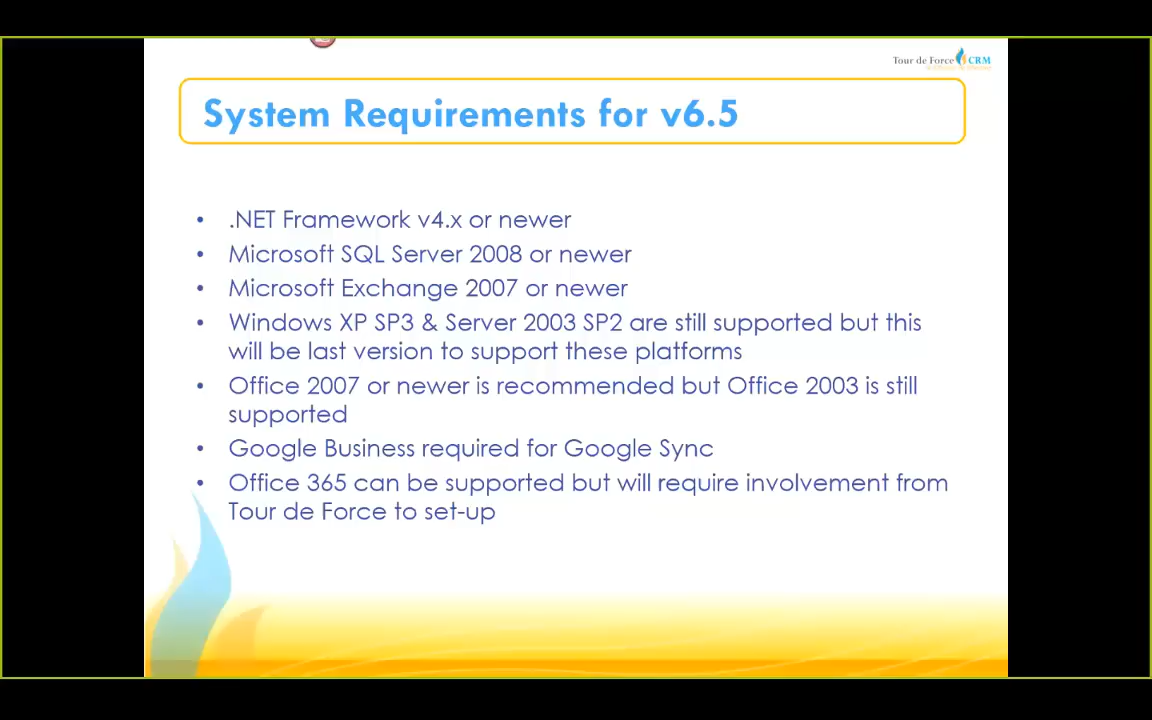 Tour de Force CRM
System Requirements for v6.5
• .NET Framework v4.x or newer
• Microsoft SQL Server 2008 or newer
• Microsoft Exchange 2007 or newer
• Windows XP SP3 & Server 2003 SP2 are still supported but this
will be last version to support these platforms
• Office 2007 or newer is recommended but Office 2003 is still
supported
• Google Business required for Google Sync
• Office 365 can be supported but will require involvement from
Tour de Force to set-up